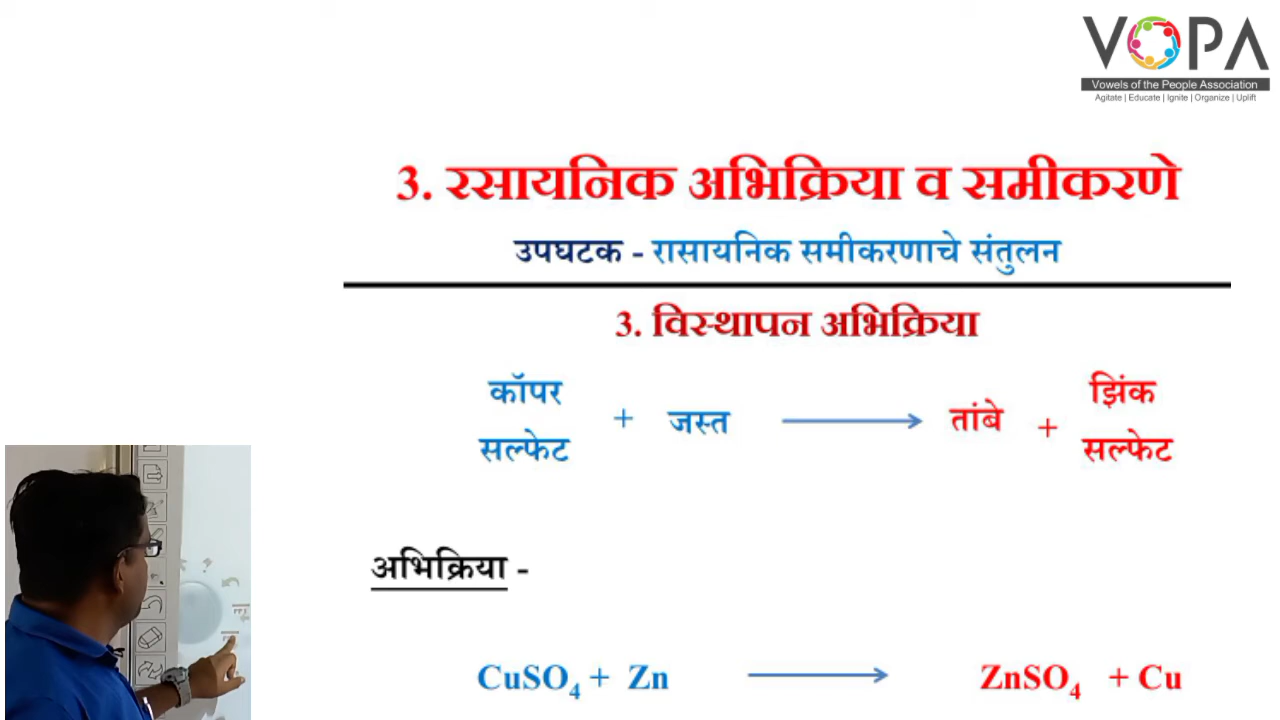 VOPA
Vowels of the People Association
Agitate | Educate | Ignite | Organize | Uplift
3. रसायनिक अभिक्रिया व समीकरणे
उपघटक - रासायनिक समीकरणाचे संतुलन
3. विस्थापन अभिक्रिया
कॉपर सल्फेट + जस्त ⟶ तांबे + झिंक सल्फेट
अभिक्रिया -
CuSO₄ + Zn ⟶ ZnSO₄ + Cu